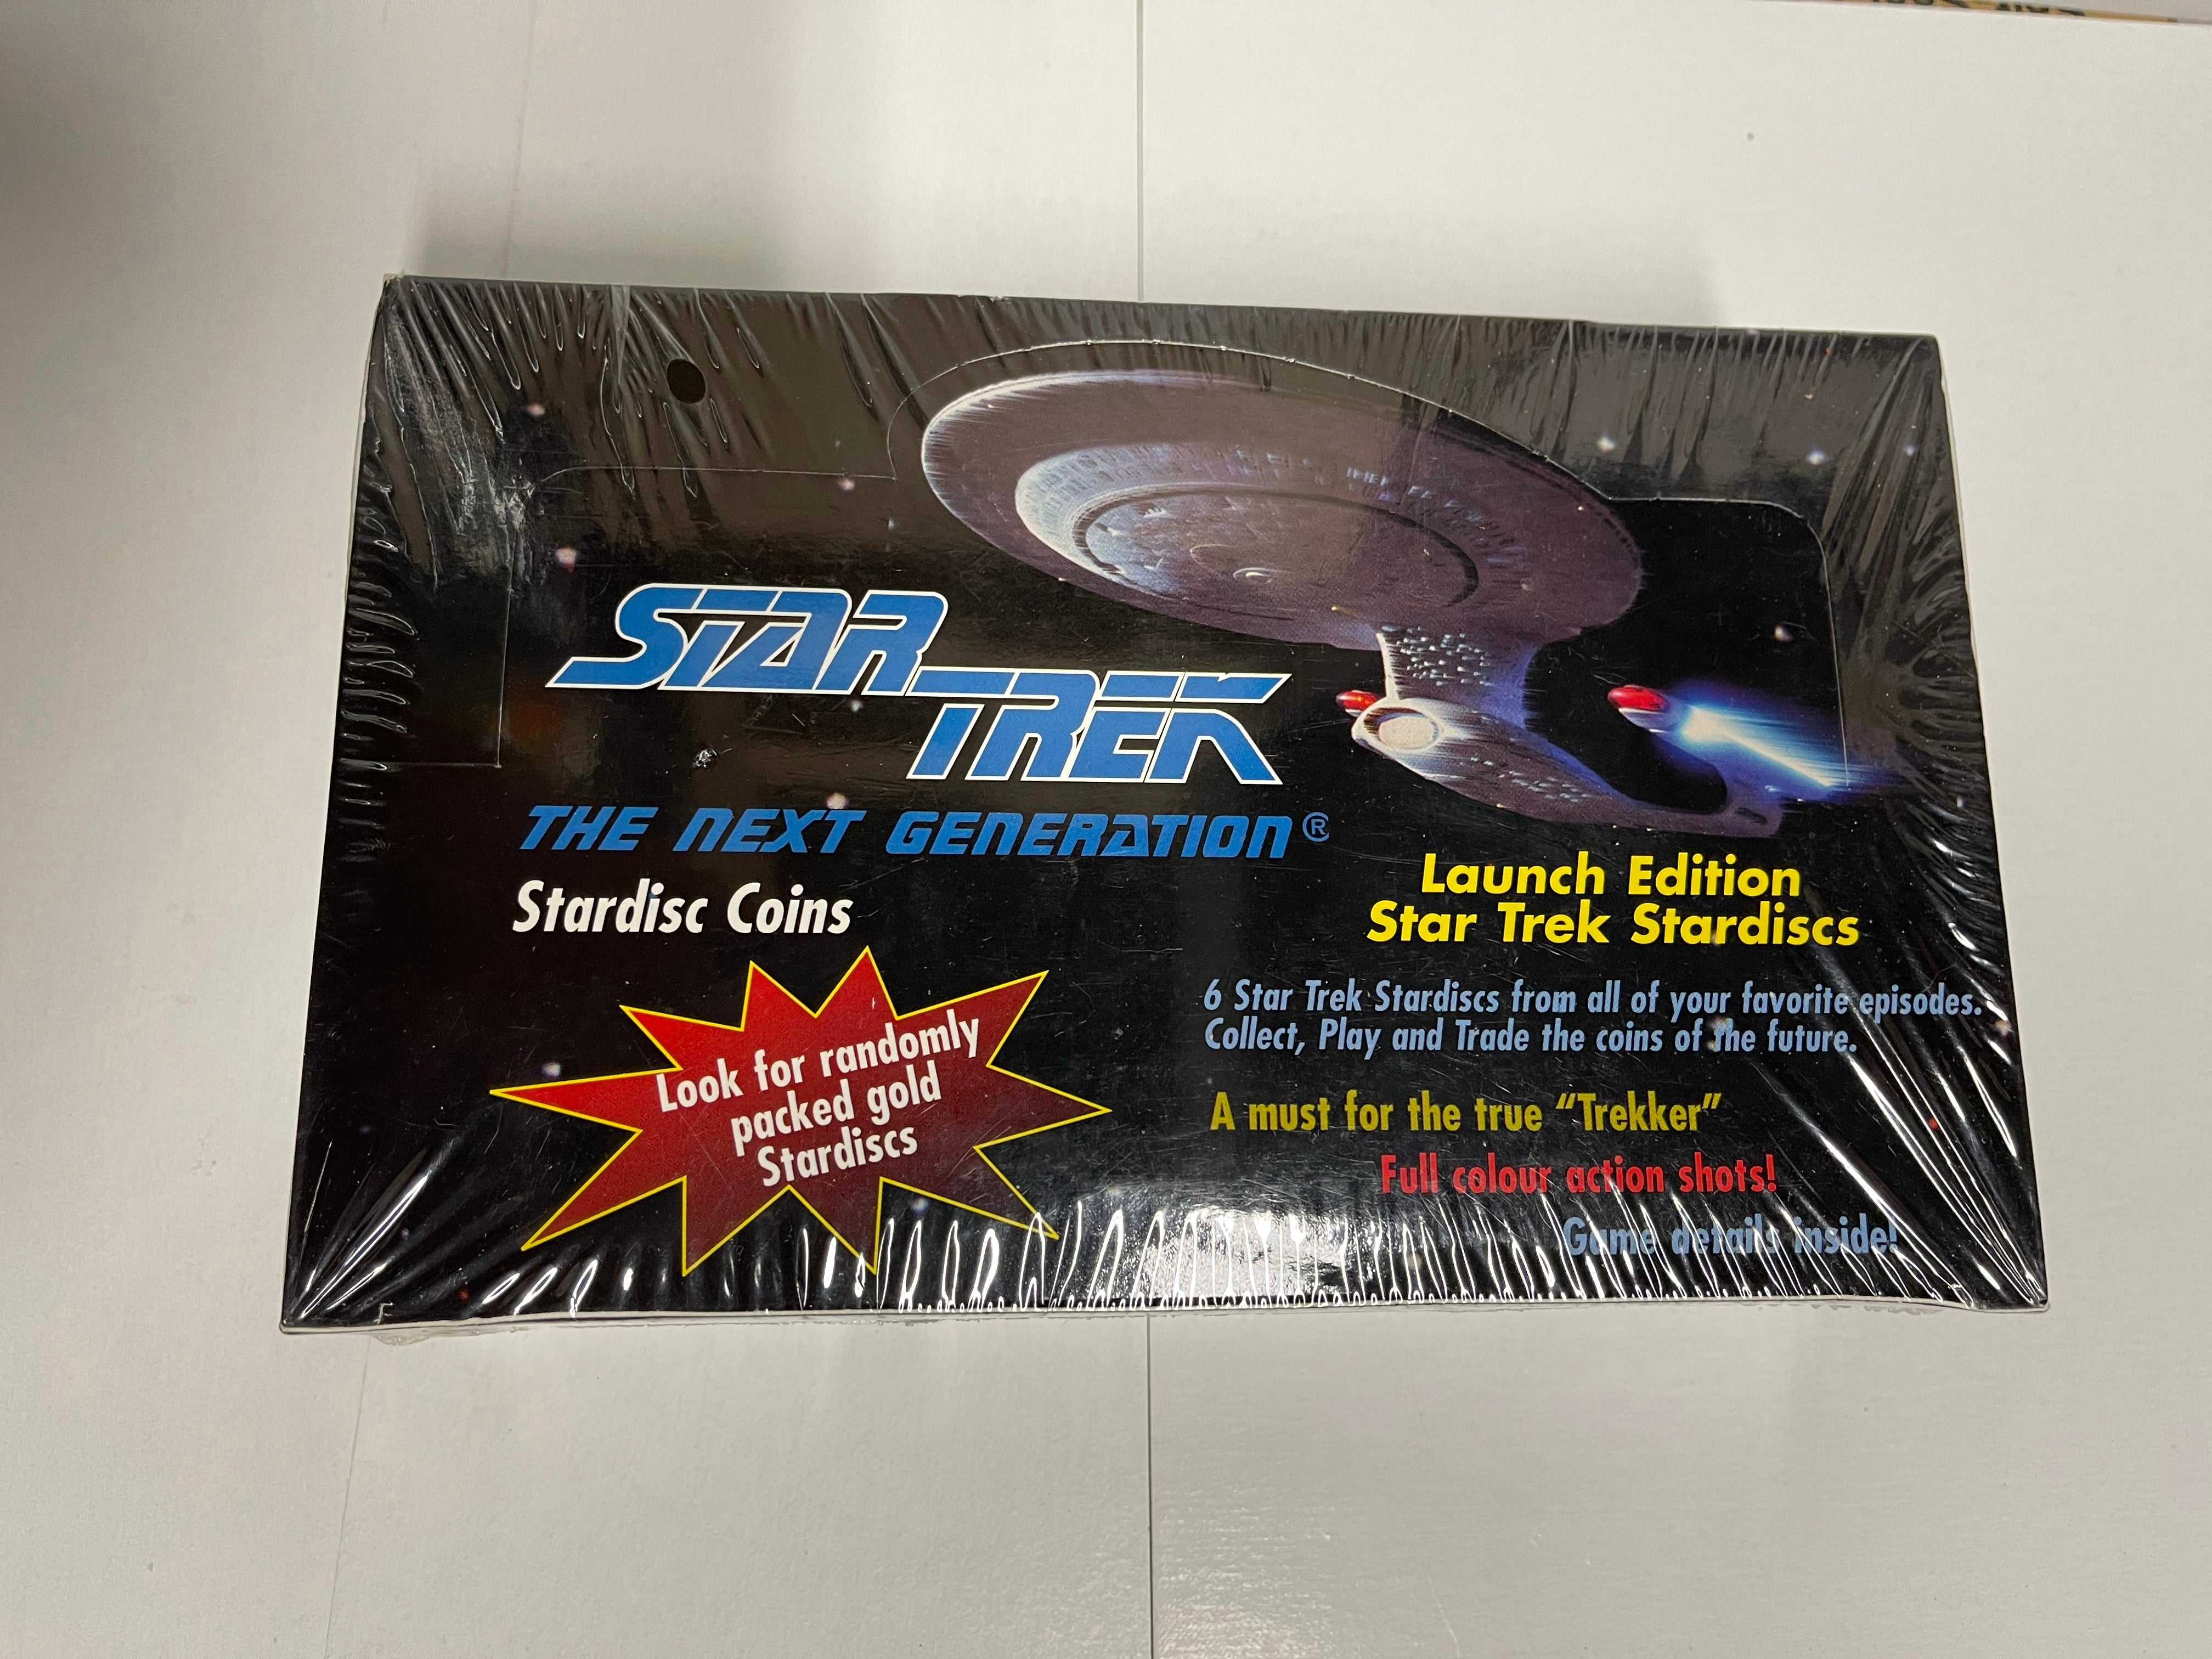 STAR
TREK
THE NEXT GENERATION®
Stardisc Coins
Launch Edition
Star Trek Stardiscs
6 Star Trek Stardiscs from all of your favorite episodes.
Collect, Play and Trade the coins of the future.
A must for the true “Trekker”
Full colour action shots!
Game details inside!
Look for randomly
packed gold
Stardiscs